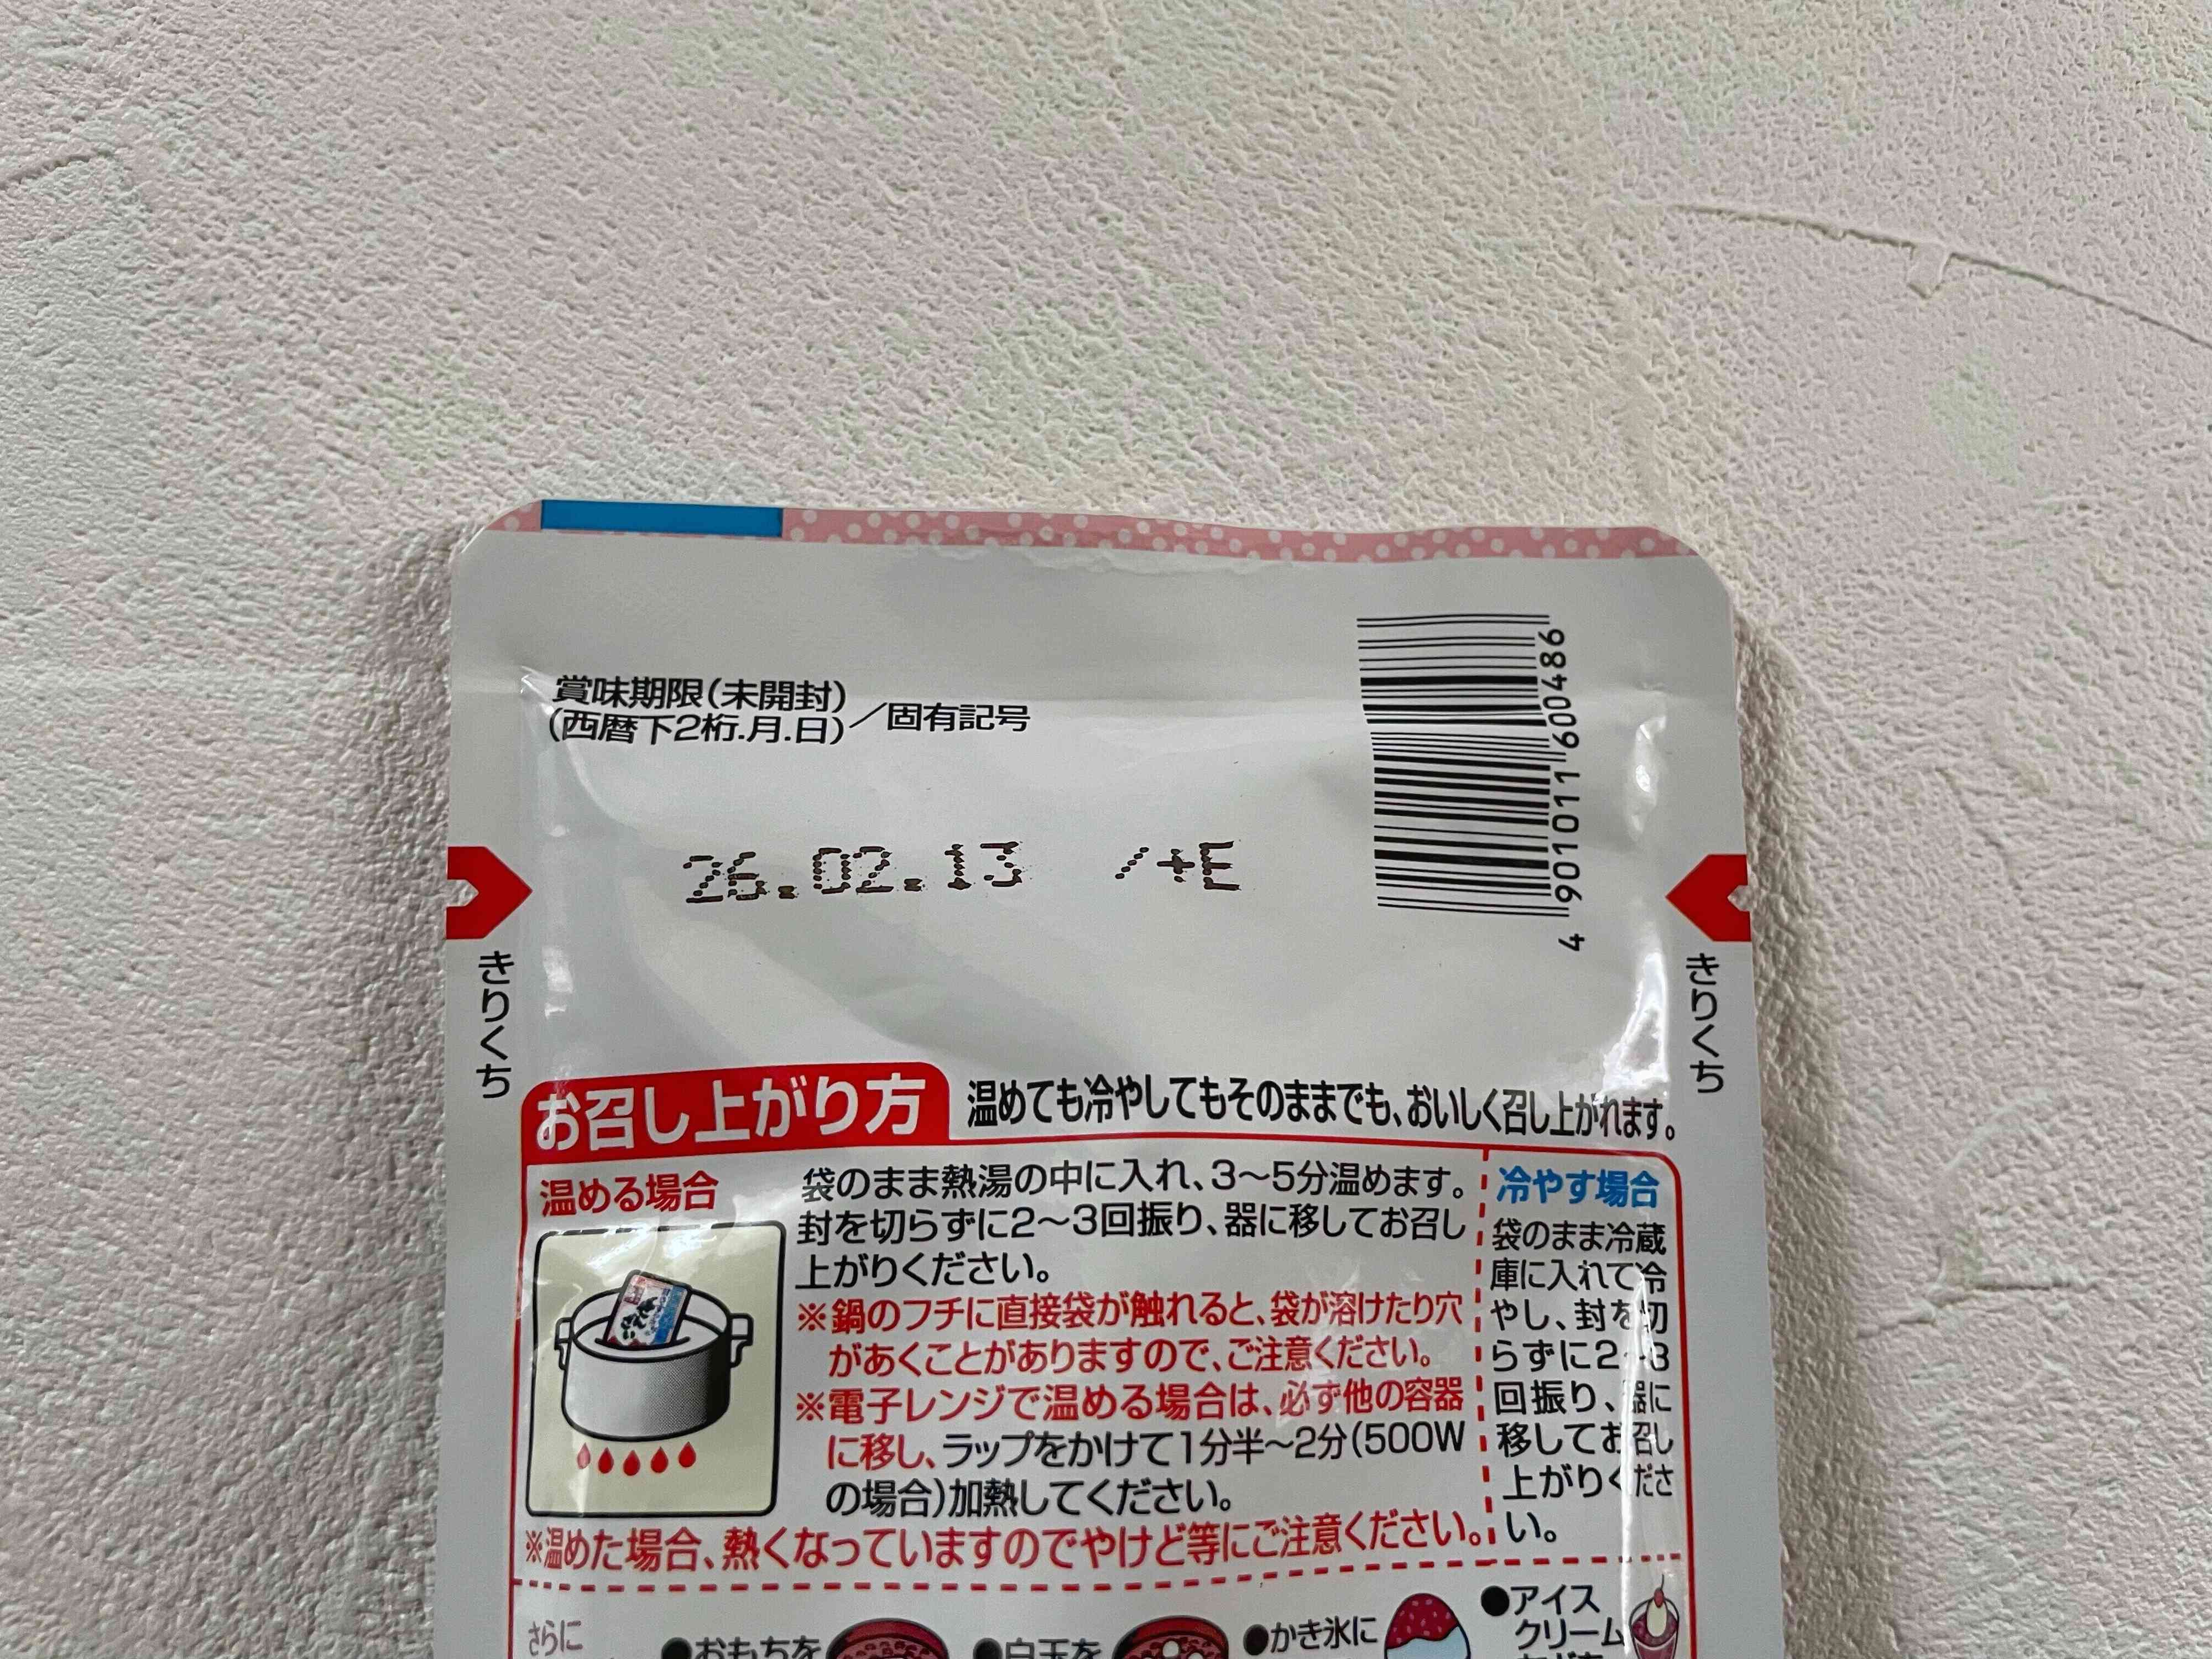 賞味期限(未開封)
(西暦下2桁.月.日)／固有記号
26.02.13 /+E
4 901011 600486
きりくち
きりくち
お召し上がり方
温めても冷やしてもそのままでも、おいしく召し上がれます。
温める場合
袋のまま熱湯の中に入れ、3〜5分温めます。
封を切らずに2〜3回振り、器に移してお召し
上がりください。
※鍋のフチに直接袋が触れると、袋が溶けたり穴
があくことがありますので、ご注意ください。
※電子レンジで温める場合は、必ず他の容器
に移し、ラップをかけて1分半〜2分(500W
の場合)加熱してください。
※温めた場合、熱くなっていますのでやけど等にご注意ください。
冷やす場合
袋のまま冷蔵
庫に入れて冷
やし、封を切
らずに2〜3
回振り、器に
移してお召し
上がりくださ
い。
さらに
●おもちを
●白玉を
●かき氷に
●アイス
クリーム